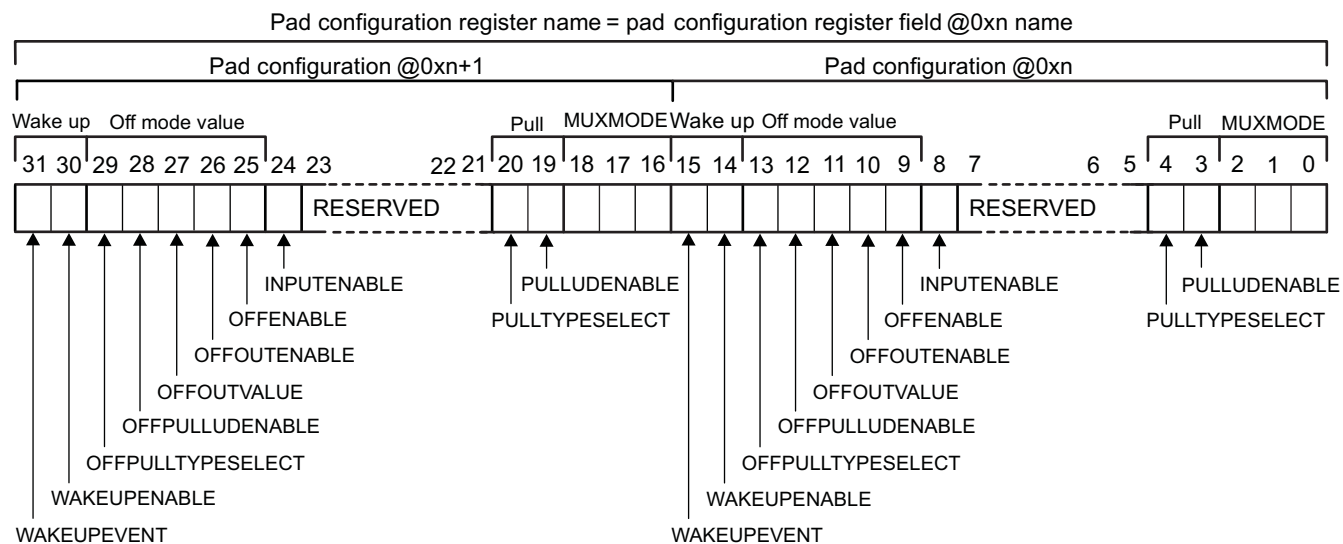 Pad configuration register name = pad configuration register field @0xn name
Pad configuration @0xn+1 Pad configuration @0xn
Wake up Off mode value Pull MUXMODE Wake up Off mode value Pull MUXMODE
31 30 29 28 27 26 25 24 23 22 21 20 19 18 17 16 15 14 13 12 11 10 9 8 7 6 5 4 3 2 1 0
RESERVED RESERVED
INPUTENABLE PULLUDENABLE INPUTENABLE PULLUDENABLE
OFFENABLE PULLTYPESELECT OFFENABLE PULLTYPESELECT
OFFOUTENABLE OFFOUTENABLE
OFFOUTVALUE OFFOUTVALUE
OFFPULLUDENABLE OFFPULLUDENABLE
OFFPULLTYPESELECT OFFPULLTYPESELECT
WAKEUPENABLE WAKEUPENABLE
WAKEUPEVENT WAKEUPEVENT